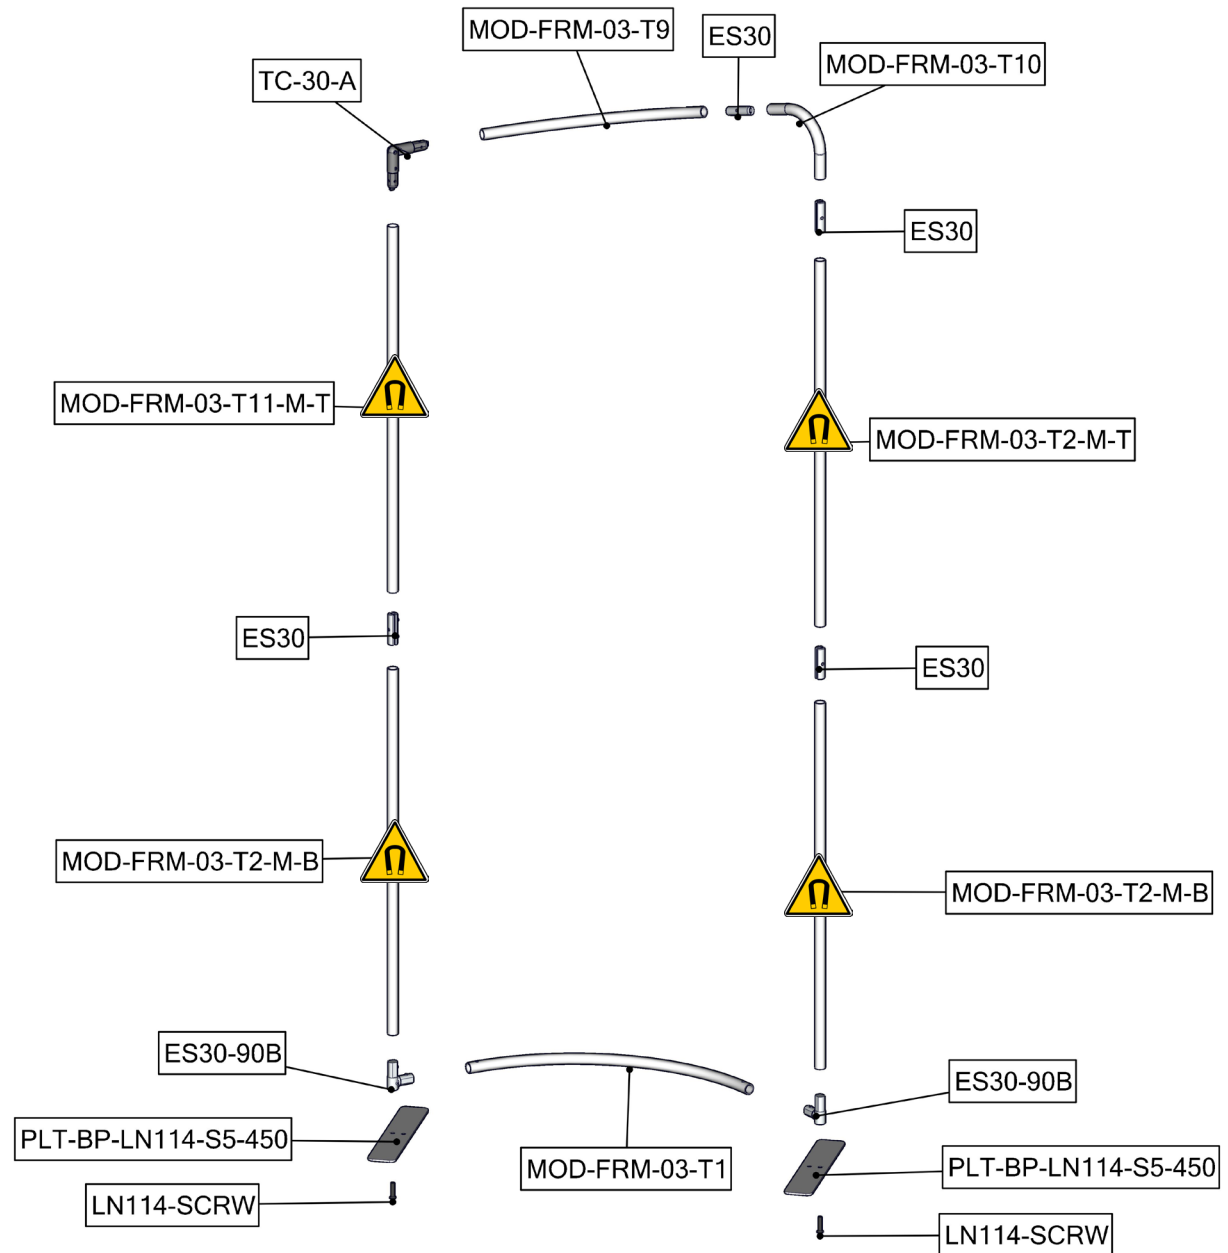 MOD-FRM-03-T9
ES30
MOD-FRM-03-T10
TC-30-A
ES30
MOD-FRM-03-T11-M-T
MOD-FRM-03-T2-M-T
ES30
ES30
MOD-FRM-03-T2-M-B
MOD-FRM-03-T2-M-B
ES30-90B
ES30-90B
PLT-BP-LN114-S5-450
MOD-FRM-03-T1
PLT-BP-LN114-S5-450
LN114-SCRW
LN114-SCRW